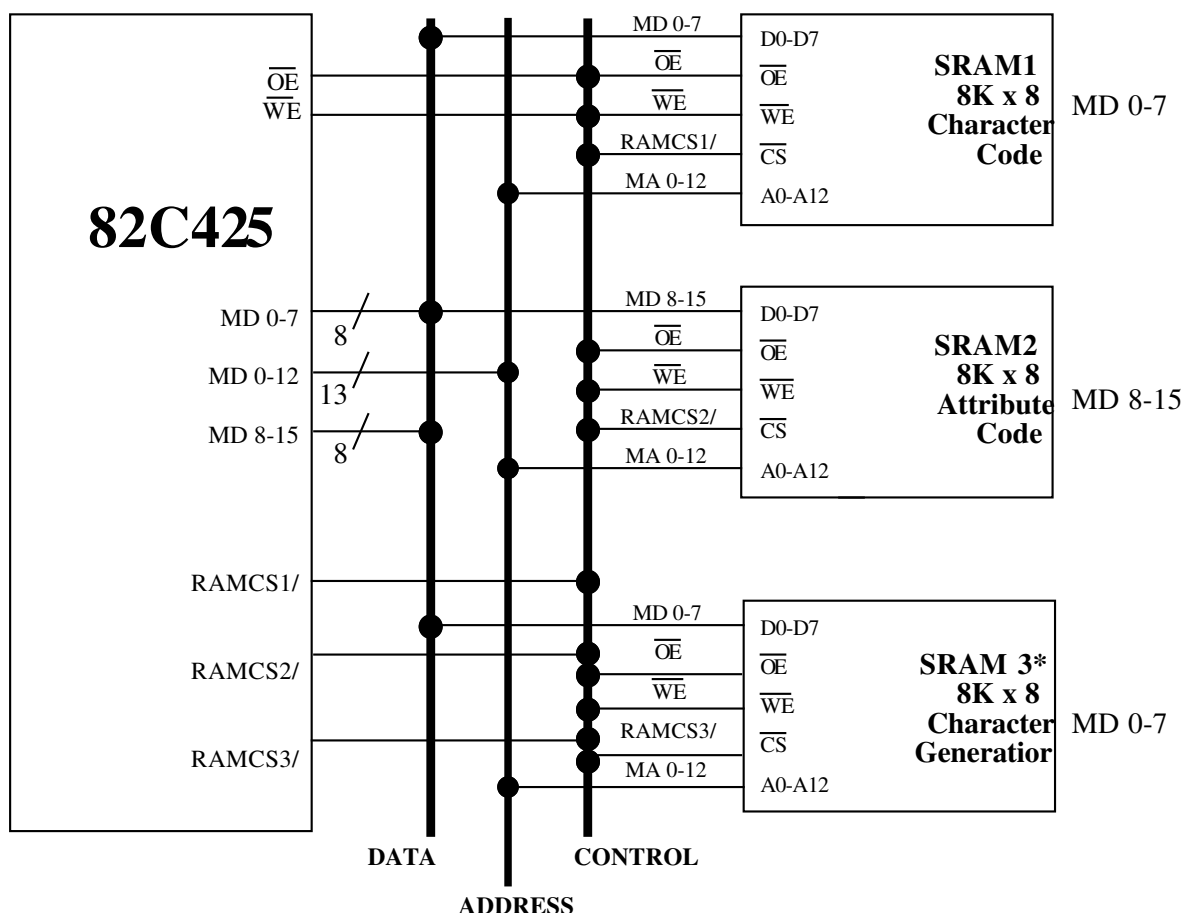 82C425
OE
WE
MD 0-7
8
MD 0-12
13
MD 8-15
8
RAMCS1/
RAMCS2/
RAMCS3/
MD 0-7
OE
WE
RAMCS1/
MA 0-12
D0-D7
OE
WE
CS
A0-A12
SRAM1
8K x 8
Character
Code
MD 0-7
MD 8-15
OE
WE
RAMCS2/
MA 0-12
D0-D7
OE
WE
CS
A0-A12
SRAM2
8K x 8
Attribute
Code
MD 8-15
MD 0-7
OE
WE
RAMCS3/
MA 0-12
D0-D7
OE
WE
CS
A0-A12
SRAM 3*
8K x 8
Character
Generatior
MD 0-7
DATA
CONTROL
ADDRESS